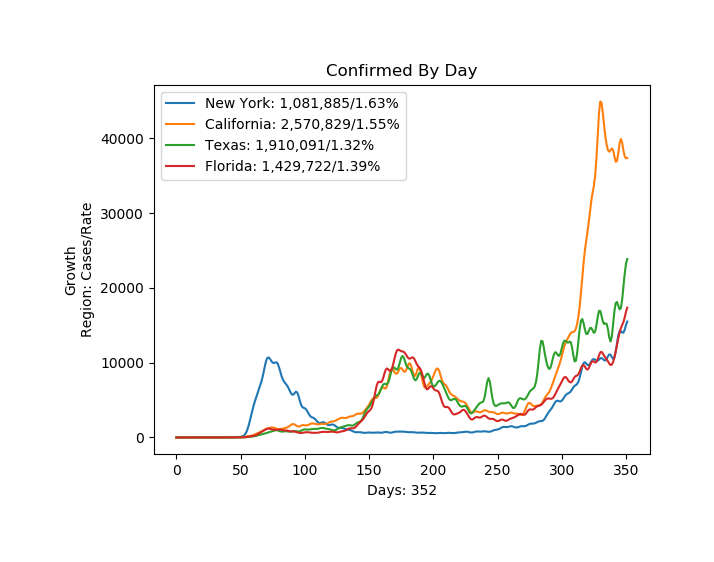 Confirmed By Day
New York: 1,081,885/1.63%
California: 2,570,829/1.55%
Texas: 1,910,091/1.32%
Florida: 1,429,722/1.39%
Growth
Region: Cases/Rate
40000
30000
20000
10000
0
0 50 100 150 200 250 300 350
Days: 352